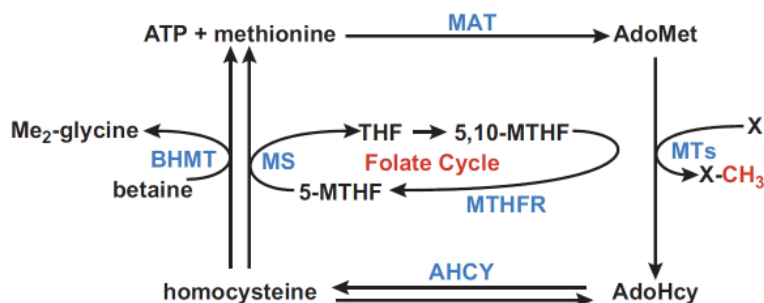 ATP + methionine MAT AdoMet
Me₂-glycine THF 5,10-MTHF X
BHMT MS Folate Cycle MTs
betaine 5-MTHF MTHFR X-CH₃
AHCY
homocysteine AdoHcy